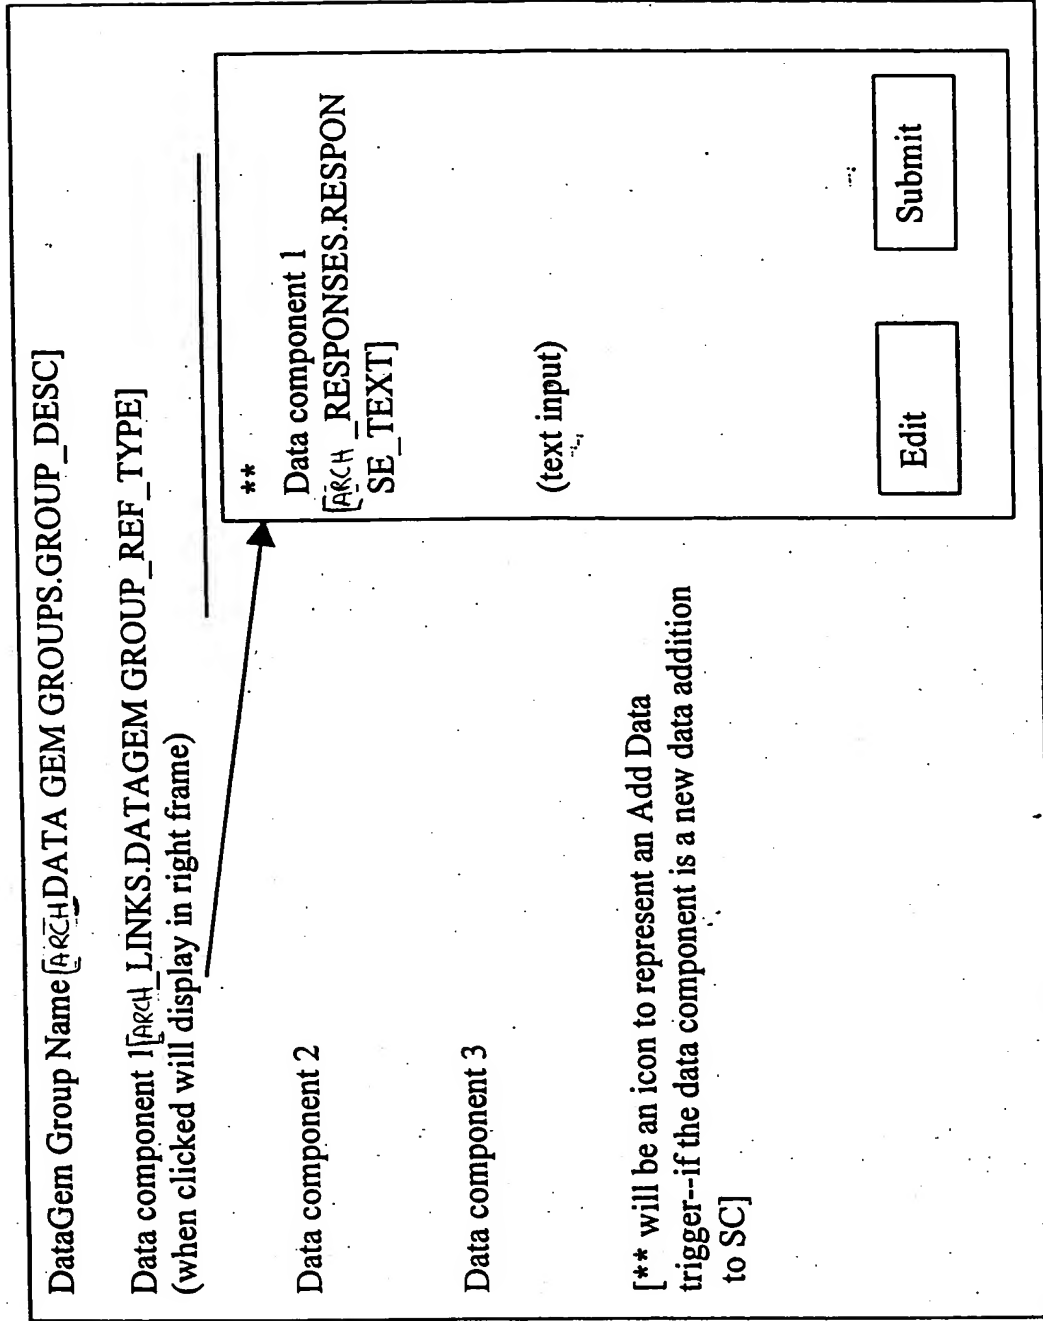 DataGem Group Name[ARCHDATA GEM GROUPS.GROUP_DESC]
Data component 1[ARCH_LINKS.DATAGEM GROUP_REF_TYPE]
(when clicked will display in right frame)
Data component 2
Data component 3
[** will be an icon to represent an Add Data
trigger--if the data component is a new data addition
to SC]
**
Data component 1
[ARCH_RESPONSES.RESPON
SE_TEXT]
(text input)
Edit
Submit